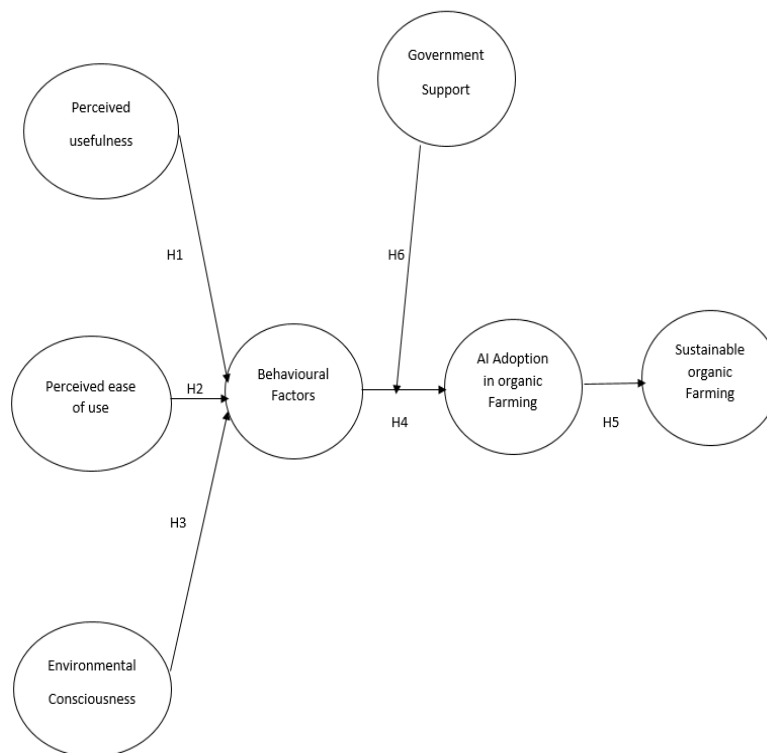 Government
Support
Perceived
usefulness
H1
H6
Perceived ease
of use
H2
Behavioural
Factors
H4
AI Adoption
in organic
Farming
H5
Sustainable
organic
Farming
H3
Environmental
Consciousness